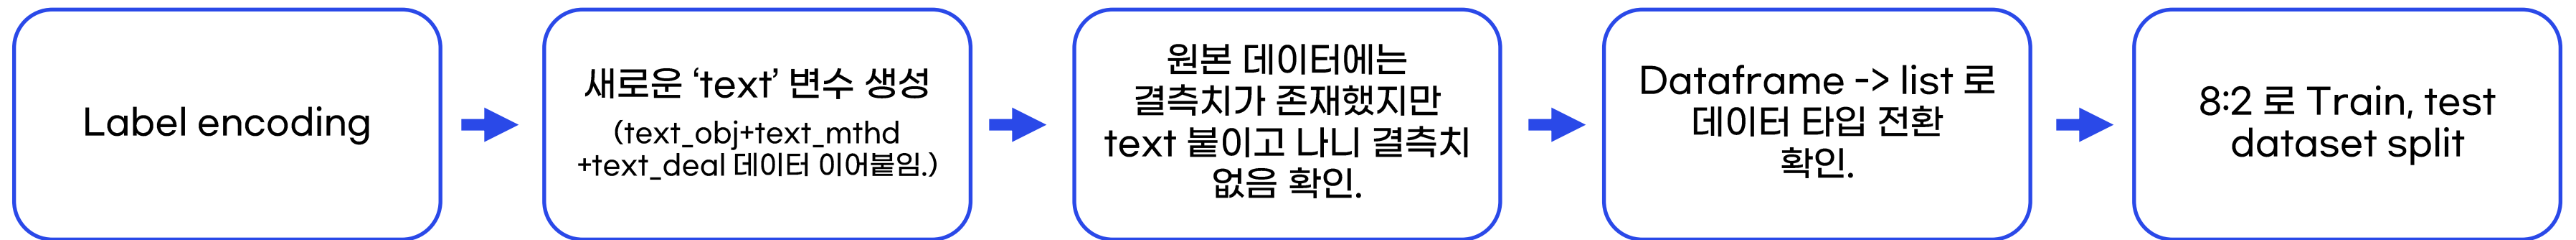 Label encoding
새로운 ‘text’ 변수 생성
(text_obj+text_mthd
+text_deal 데이터 이어붙임.)
원본 데이터에는
결측치가 존재했지만
text 붙이고 나니 결측치
없음 확인.
Dataframe -> list 로
데이터 타입 전환
확인.
8:2 로 Train, test
dataset split